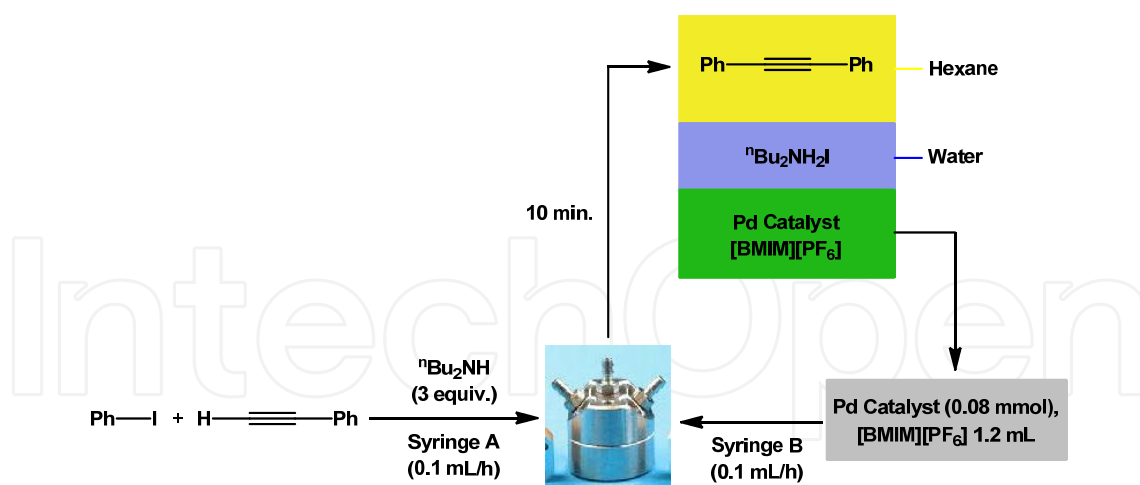 Ph Ph
Hexane
ⁿBu₂NH₂I
Water
10 min.
Pd Catalyst
[BMIM][PF₆]
ⁿBu₂NH
(3 equiv.)
Ph I + H Ph
Syringe A
(0.1 mL/h)
Syringe B
(0.1 mL/h)
Pd Catalyst (0.08 mmol),
[BMIM][PF₆] 1.2 mL
IntechOpen